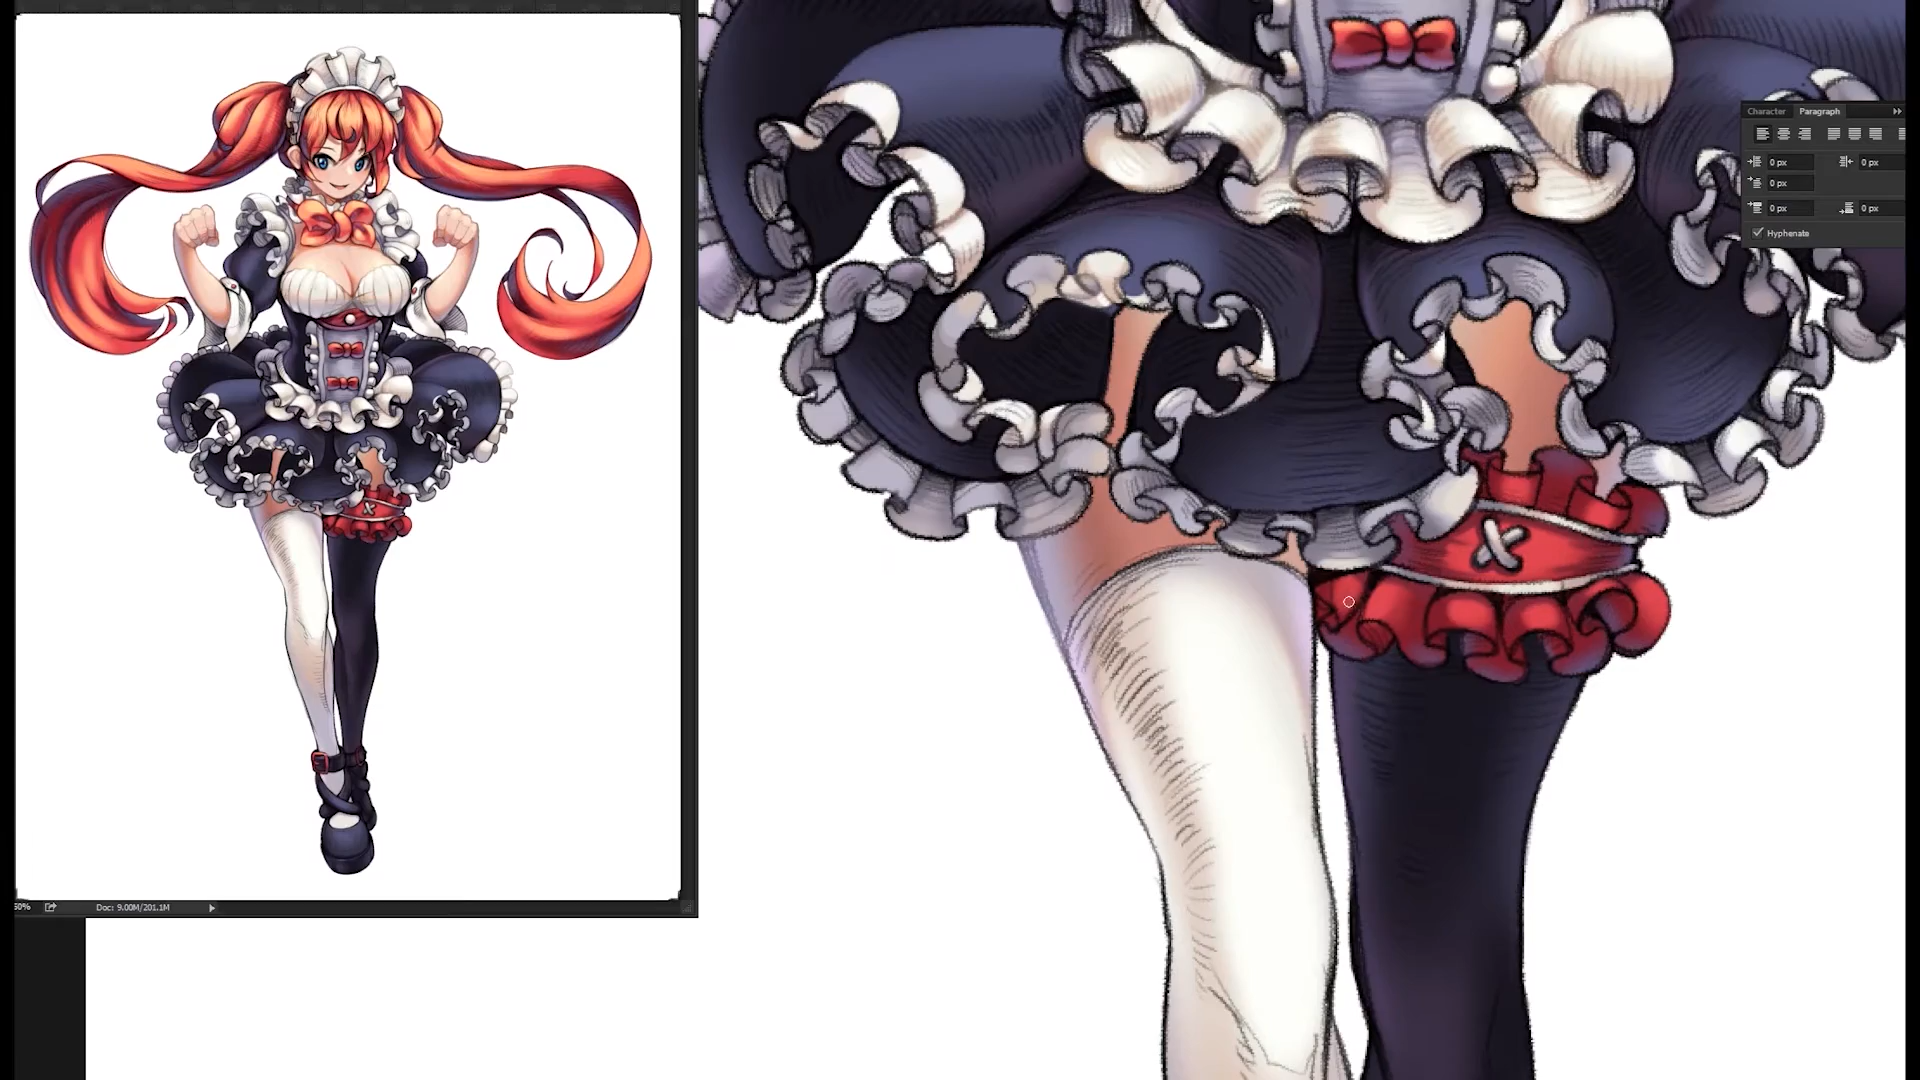 Character Paragraph
0 px 0 px
0 px
0 px 0 px
Hyphenate
Doc: 9.00M/201.1M